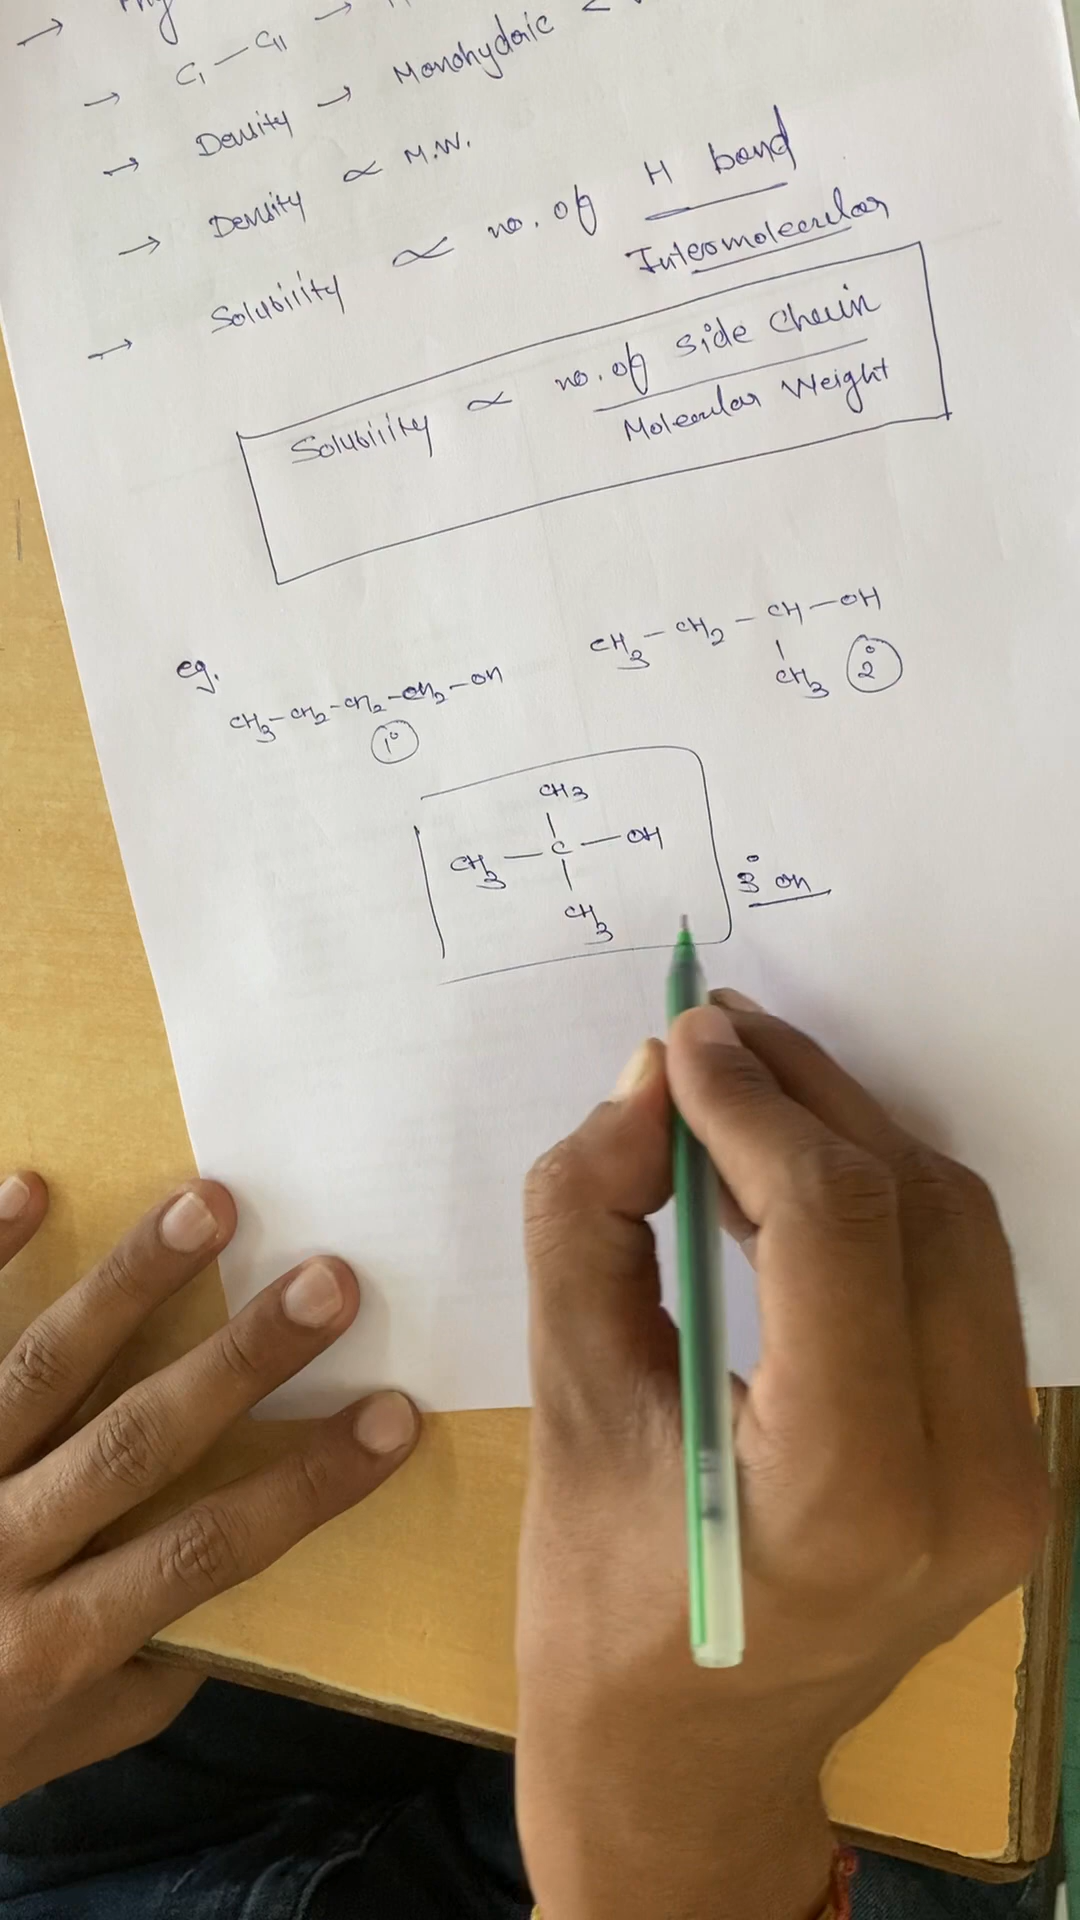 → Phy
→ C₁ — C₁₁ →
→ Density → Monohydric <
→ Density ∝ M.W.
→ Solubility ∝ no. of H bond
Intermolecular
Solubility ∝ no. of side chain
Molecular Weight
eg.
CH₃-CH₂-CH₂-CH₂-OH
1°
CH₃-CH₂-CH-OH
CH₃ 2°
CH₃
CH₃-C-OH
CH₃
3° OH